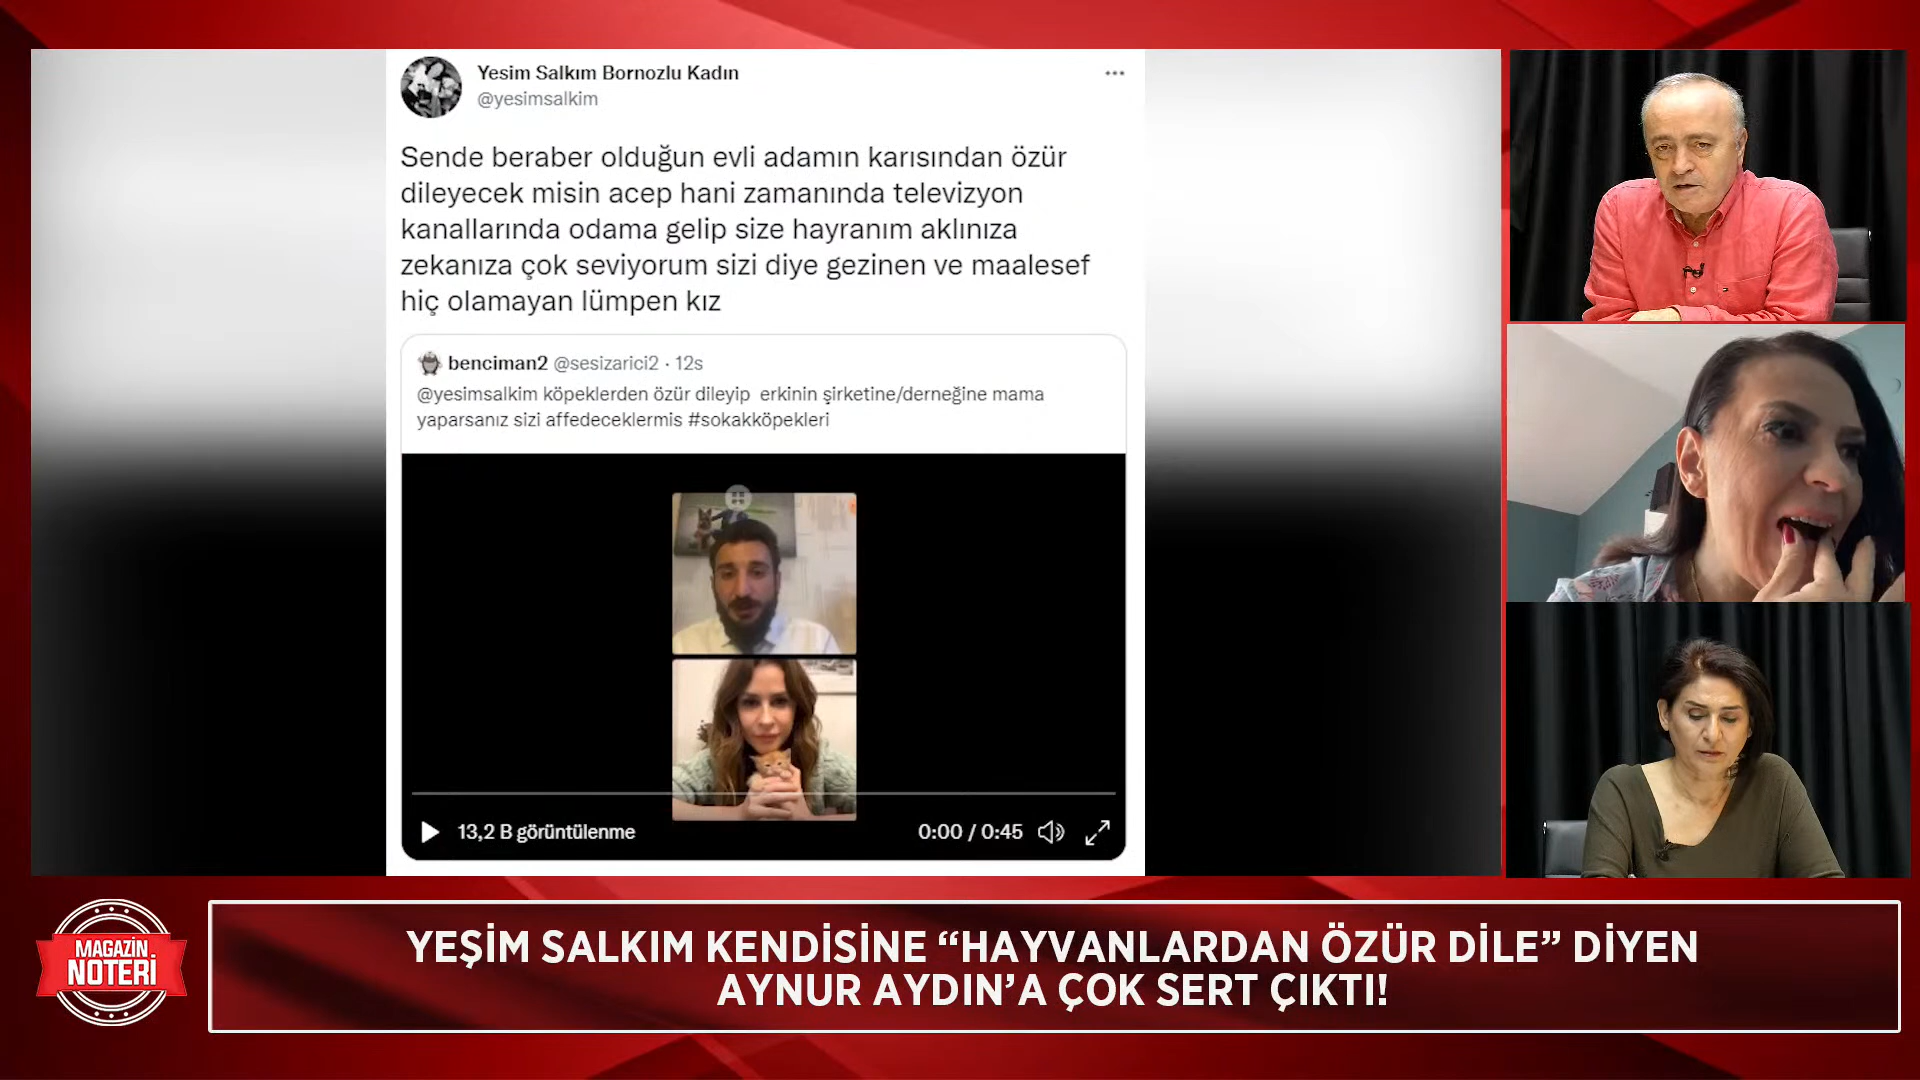 Yesim Salkım Bornozlu Kadın
@yesimsalkim
Sende beraber olduğun evli adamın karısından özür
dileyecek misin acep hani zamanında televizyon
kanallarında odama gelip size hayranım aklınıza
zekanıza çok seviyorum sizi diye gezinen ve maalesef
hiç olamayan lümpen kız
benciman2 @sesizarici2 · 12s
@yesimsalkim köpeklerden özür dileyip erkinin şirketine/derneğine mama
yaparsanız sizi affedeceklermis #sokakköpekleri
13,2 B görüntülenme
0:00 / 0:45
MAGAZİN
NOTERİ
YEŞİM SALKIM KENDİSİNE “HAYVANLARDAN ÖZÜR DİLE” DİYEN
AYNUR AYDIN’A ÇOK SERT ÇIKTI!